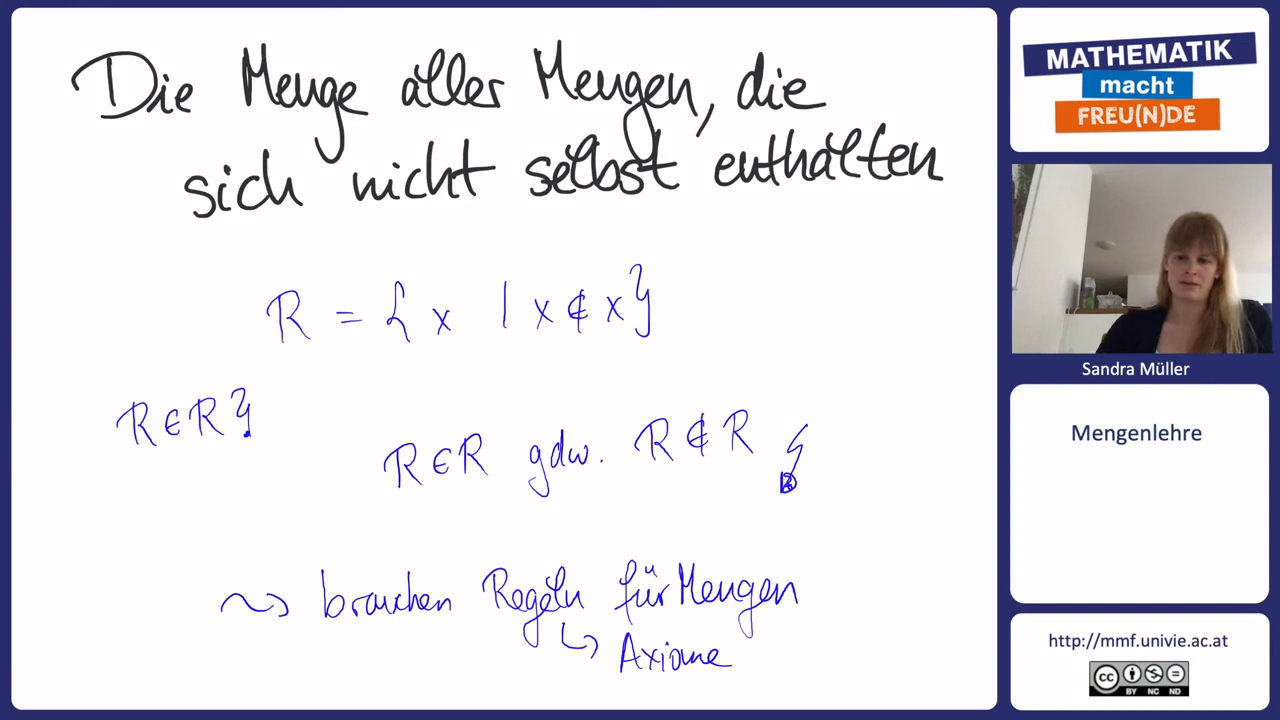 Die Menge aller Mengen, die
sich nicht selbst enthalten
R = { x | x ∉ x }
R ∈ R ?
R ∈ R gdw. R ∉ R
⇝ brauchen Regeln für Mengen
↳ Axiome
MATHEMATIK
macht
FREU(N)DE
Sandra Müller
Mengenlehre
http://mmf.univie.ac.at
cc
BY NC ND